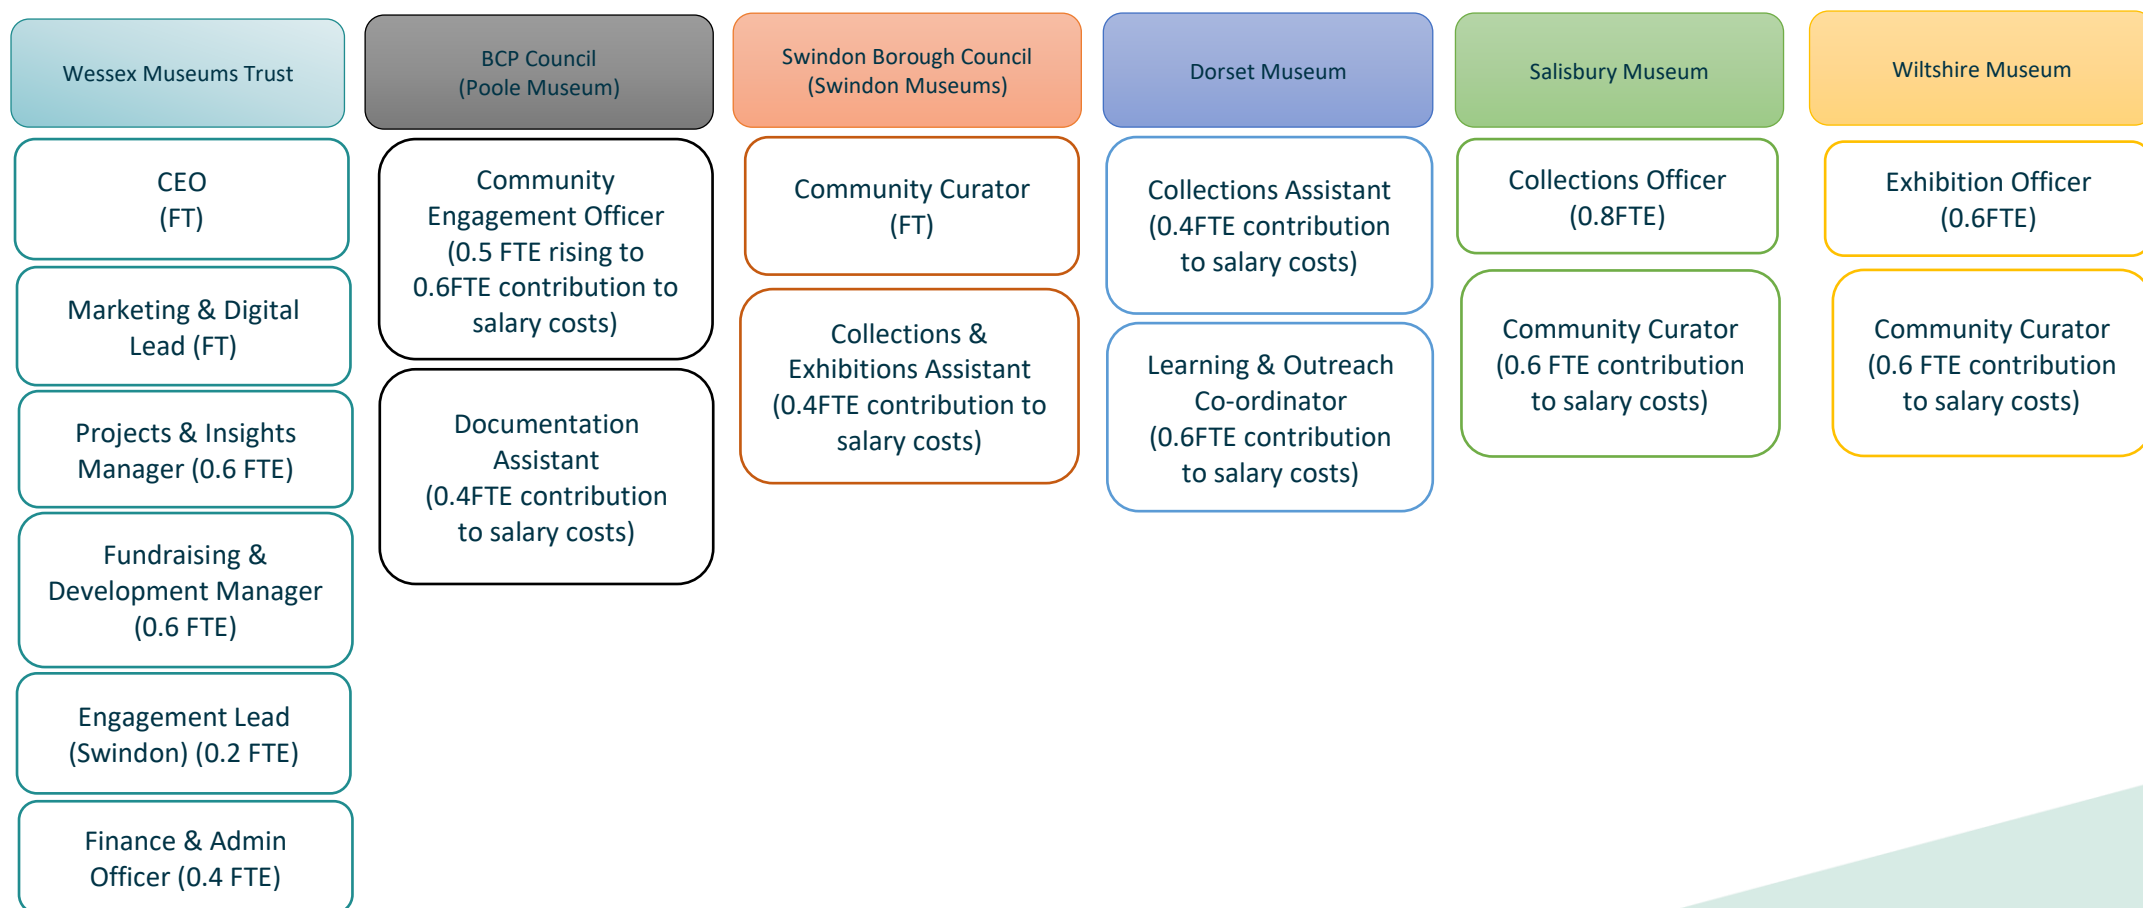 Wessex Museums Trust
CEO
(FT)
Marketing & Digital
Lead (FT)
Projects & Insights
Manager (0.6 FTE)
Fundraising &
Development Manager
(0.6 FTE)
Engagement Lead
(Swindon) (0.2 FTE)
Finance & Admin
Officer (0.4 FTE)
BCP Council
(Poole Museum)
Community
Engagement Officer
(0.5 FTE rising to
0.6FTE contribution to
salary costs)
Documentation
Assistant
(0.4FTE contribution
to salary costs)
Swindon Borough Council
(Swindon Museums)
Community Curator
(FT)
Collections &
Exhibitions Assistant
(0.4FTE contribution to
salary costs)
Dorset Museum
Collections Assistant
(0.4FTE contribution
to salary costs)
Learning & Outreach
Co-ordinator
(0.6FTE contribution
to salary costs)
Salisbury Museum
Collections Officer
(0.8FTE)
Community Curator
(0.6 FTE contribution
to salary costs)
Wiltshire Museum
Exhibition Officer
(0.6FTE)
Community Curator
(0.6 FTE contribution
to salary costs)